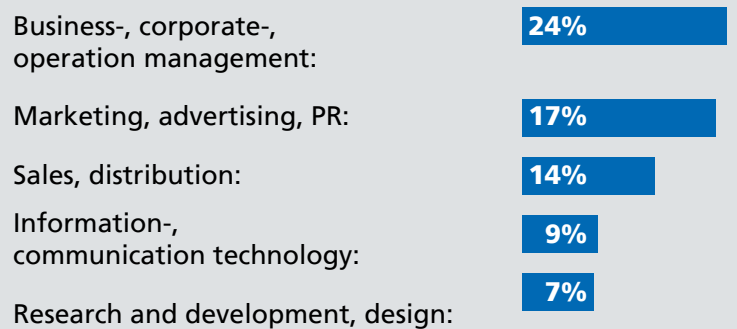 Business-, corporate-,
operation management:
24%
Marketing, advertising, PR:
17%
Sales, distribution:
14%
Information-,
communication technology:
9%
Research and development, design:
7%